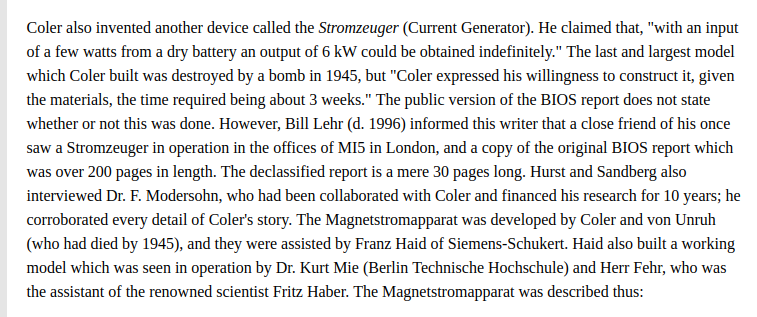 Coler also invented another device called the Stromzeuger (Current Generator). He claimed that, "with an input
of a few watts from a dry battery an output of 6 kW could be obtained indefinitely." The last and largest model
which Coler built was destroyed by a bomb in 1945, but "Coler expressed his willingness to construct it, given
the materials, the time required being about 3 weeks." The public version of the BIOS report does not state
whether or not this was done. However, Bill Lehr (d. 1996) informed this writer that a close friend of his once
saw a Stromzeuger in operation in the offices of MI5 in London, and a copy of the original BIOS report which
was over 200 pages in length. The declassified report is a mere 30 pages long. Hurst and Sandberg also
interviewed Dr. F. Modersohn, who had been collaborated with Coler and financed his research for 10 years; he
corroborated every detail of Coler's story. The Magnetstromapparat was developed by Coler and von Unruh
(who had died by 1945), and they were assisted by Franz Haid of Siemens-Schukert. Haid also built a working
model which was seen in operation by Dr. Kurt Mie (Berlin Technische Hochschule) and Herr Fehr, who was
the assistant of the renowned scientist Fritz Haber. The Magnetstromapparat was described thus: